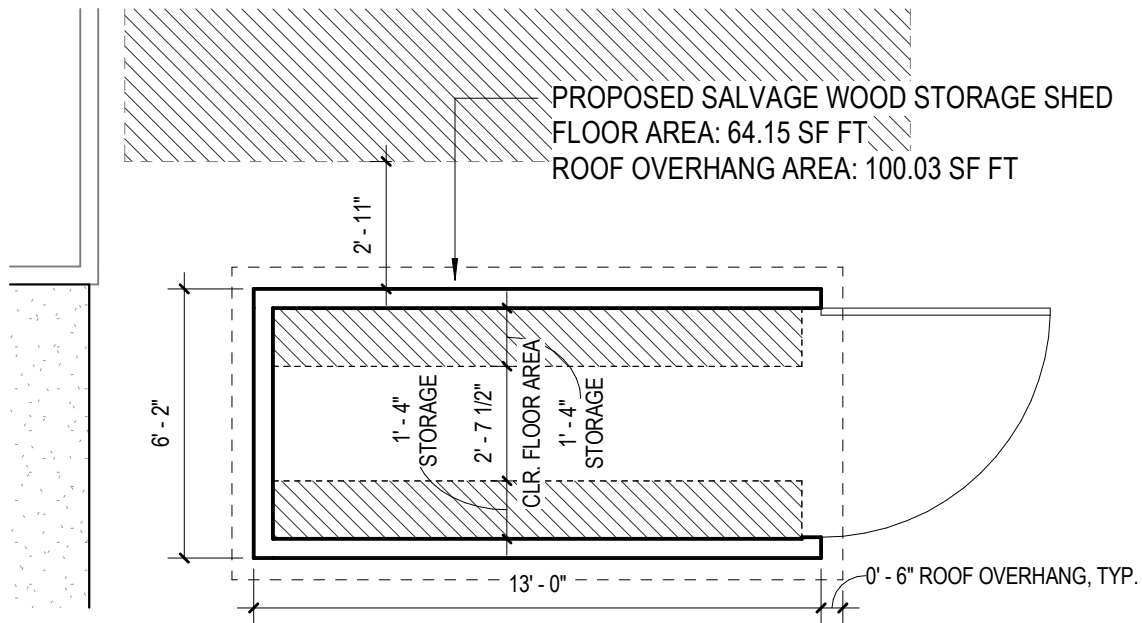 PROPOSED SALVAGE WOOD STORAGE SHED
FLOOR AREA: 64.15 SF FT
ROOF OVERHANG AREA: 100.03 SF FT
2' - 11"
6' - 2"
1' - 4"
STORAGE
2' - 7 1/2"
CLR. FLOOR AREA
1' - 4"
STORAGE
13' - 0"
0' - 6" ROOF OVERHANG, TYP.